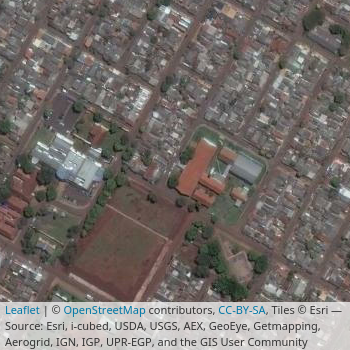 Leaflet | © OpenStreetMap contributors, CC-BY-SA, Tiles © Esri —
Source: Esri, i-cubed, USDA, USGS, AEX, GeoEye, Getmapping,
Aerogrid, IGN, IGP, UPR-EGP, and the GIS User Community